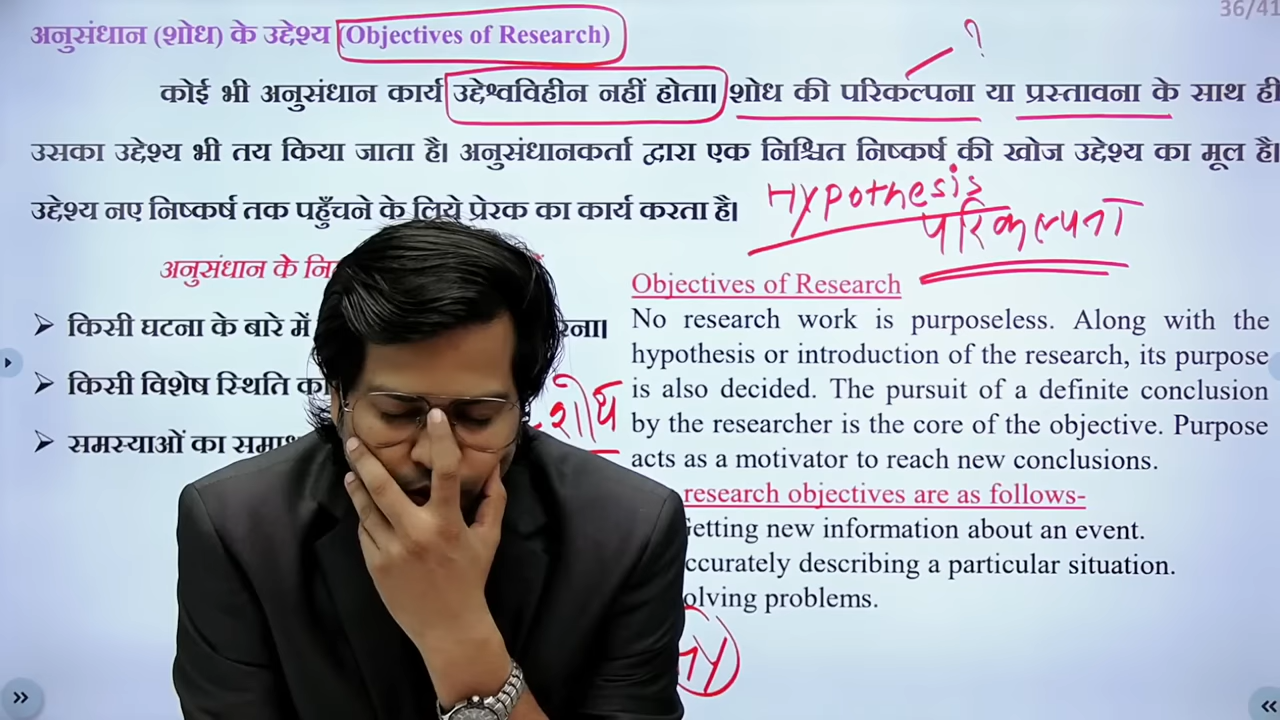 36/41
अनुसंधान (शोध) के उद्देश्य (Objectives of Research)
?
कोई भी अनुसंधान कार्य उद्देश्वविहीन नहीं होता। शोध की परिकल्पना या प्रस्तावना के साथ ही
उसका उद्देश्य भी तय किया जाता है। अनुसंधानकर्ता द्वारा एक निश्चित निष्कर्ष की खोज उद्देश्य का मूल है।
उद्देश्य नए निष्कर्ष तक पहुँचने के लिये प्रेरक का कार्य करता है।
Hypothesis
परिकल्पना
अनुसंधान के
➢ किसी घटना के बारे में
➢ किसी विशेष स्थिति
➢ समस्याओं का
शोध
Objectives of Research
No research work is purposeless. Along with the
hypothesis or introduction of the research, its purpose
is also decided. The pursuit of a definite conclusion
by the researcher is the core of the objective. Purpose
acts as a motivator to reach new conclusions.
research objectives are as follows-
new information about an event.
describing a particular situation.
problems.